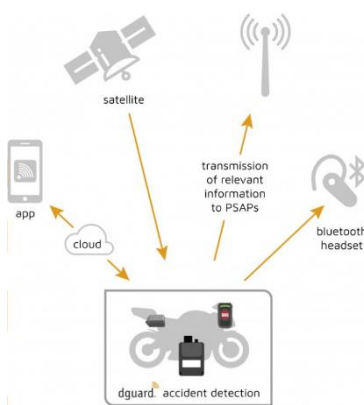 satellite
transmission
of relevant
information
to PSAPs
app
cloud
bluetooth
headset
dguard accident detection